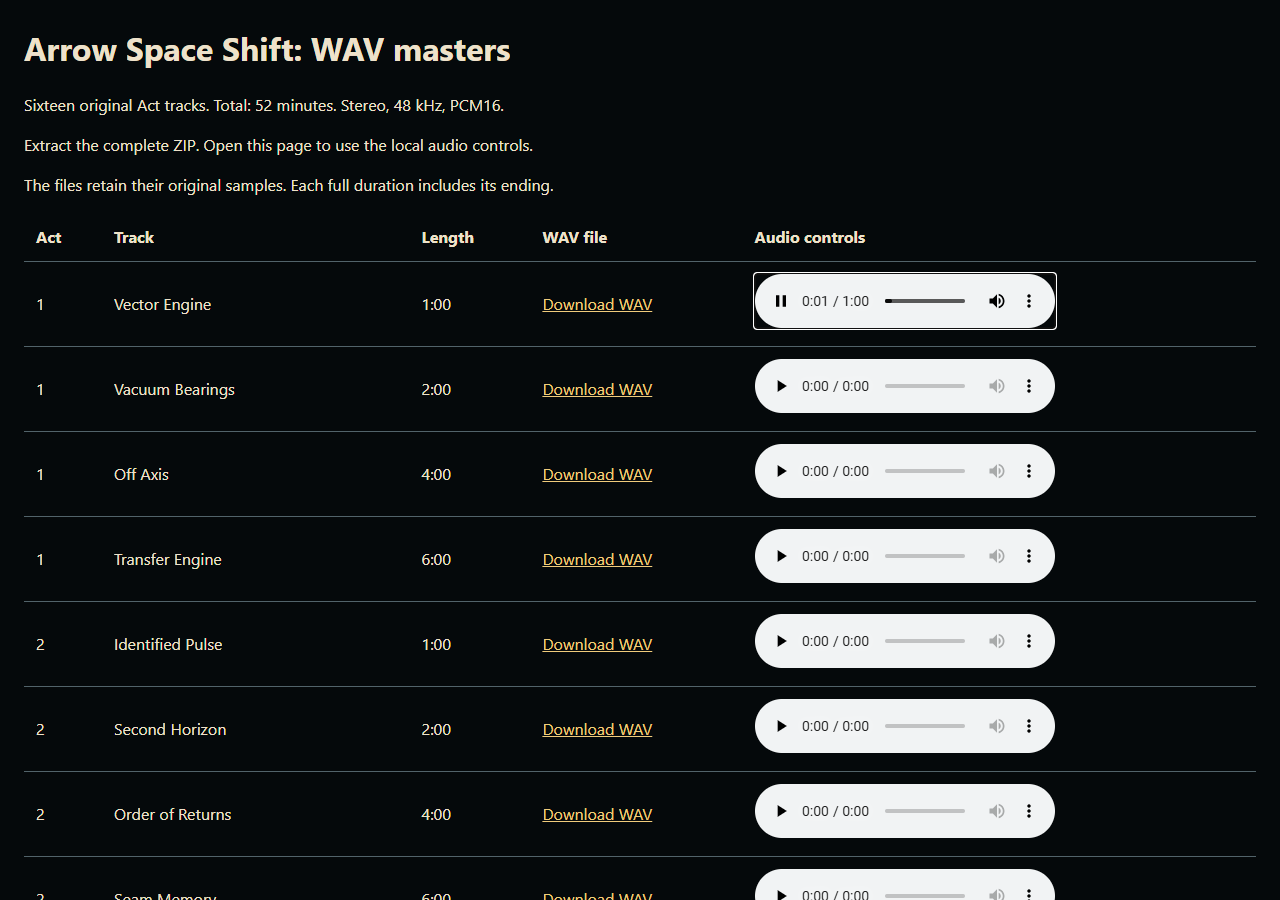 Arrow Space Shift: WAV masters
Sixteen original Act tracks. Total: 52 minutes. Stereo, 48 kHz, PCM16.
Extract the complete ZIP. Open this page to use the local audio controls.
The files retain their original samples. Each full duration includes its ending.
Act Track Length WAV file Audio controls
1 Vector Engine 1:00 Download WAV 0:01 / 1:00
1 Vacuum Bearings 2:00 Download WAV 0:00 / 0:00
1 Off Axis 4:00 Download WAV 0:00 / 0:00
1 Transfer Engine 6:00 Download WAV 0:00 / 0:00
2 Identified Pulse 1:00 Download WAV 0:00 / 0:00
2 Second Horizon 2:00 Download WAV 0:00 / 0:00
2 Order of Returns 4:00 Download WAV 0:00 / 0:00
2 Seam Memory 6:00 Download WAV 0:00 / 0:00